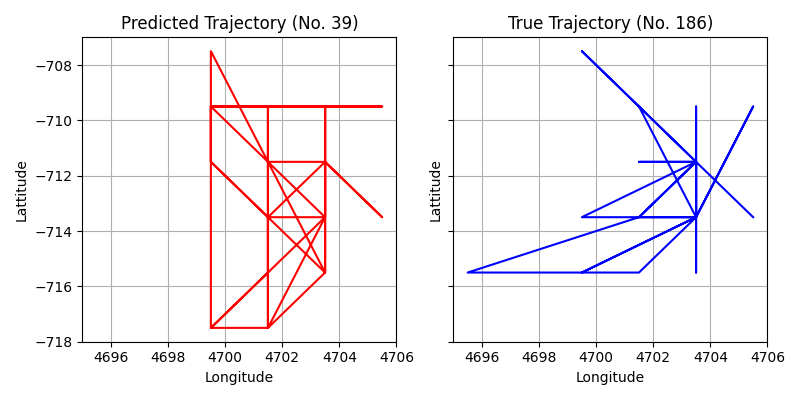 Predicted Trajectory (No. 39)
True Trajectory (No. 186)
Lattitude
−708
−710
−712
−714
−716
−718
4696 4698 4700 4702 4704 4706
Longitude
Lattitude
4696 4698 4700 4702 4704 4706
Longitude